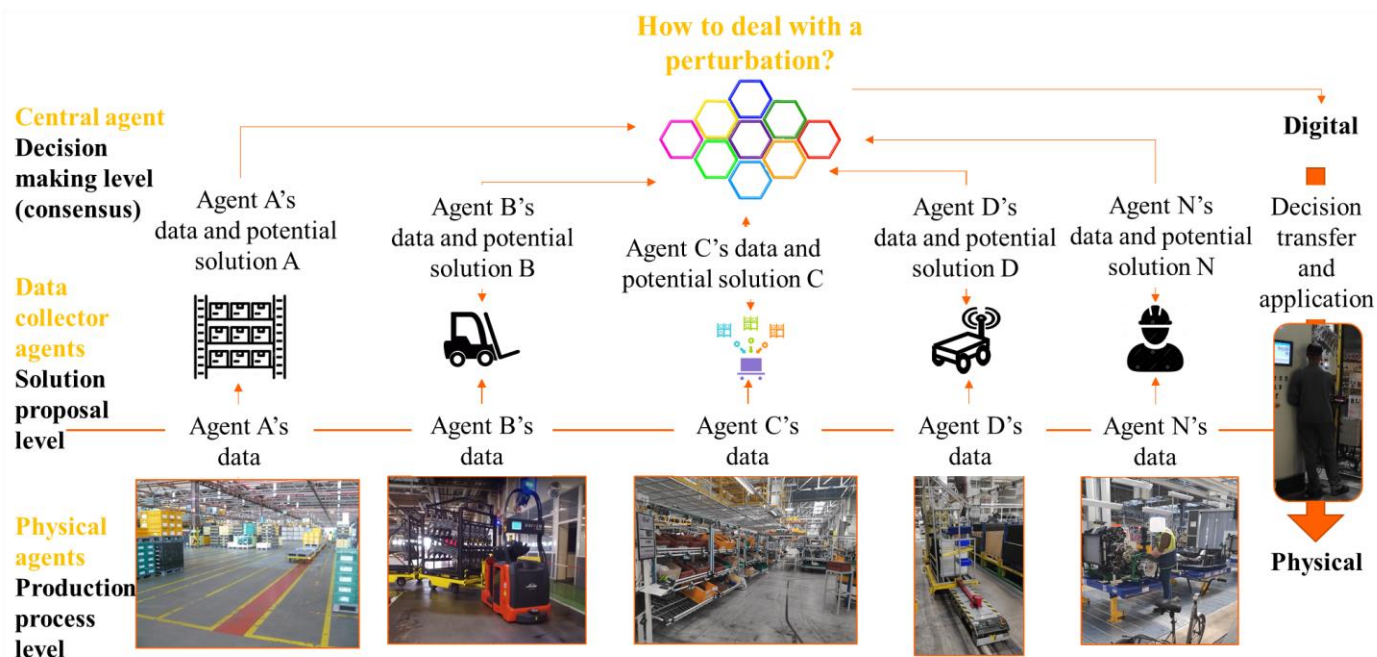 How to deal with a
perturbation?
Central agent
Decision
making level
(consensus)
Digital
Agent A's
data and potential
solution A
Agent B's
data and potential
solution B
Agent C's data and
potential solution C
Agent D's
data and potential
solution D
Agent N's
data and potential
solution N
Decision
transfer
and
application
Data
collector
agents
Solution
proposal
level
Agent A's
data
Agent B's
data
Agent C's
data
Agent D's
data
Agent N's
data
Physical
agents
Production
process
level
Physical